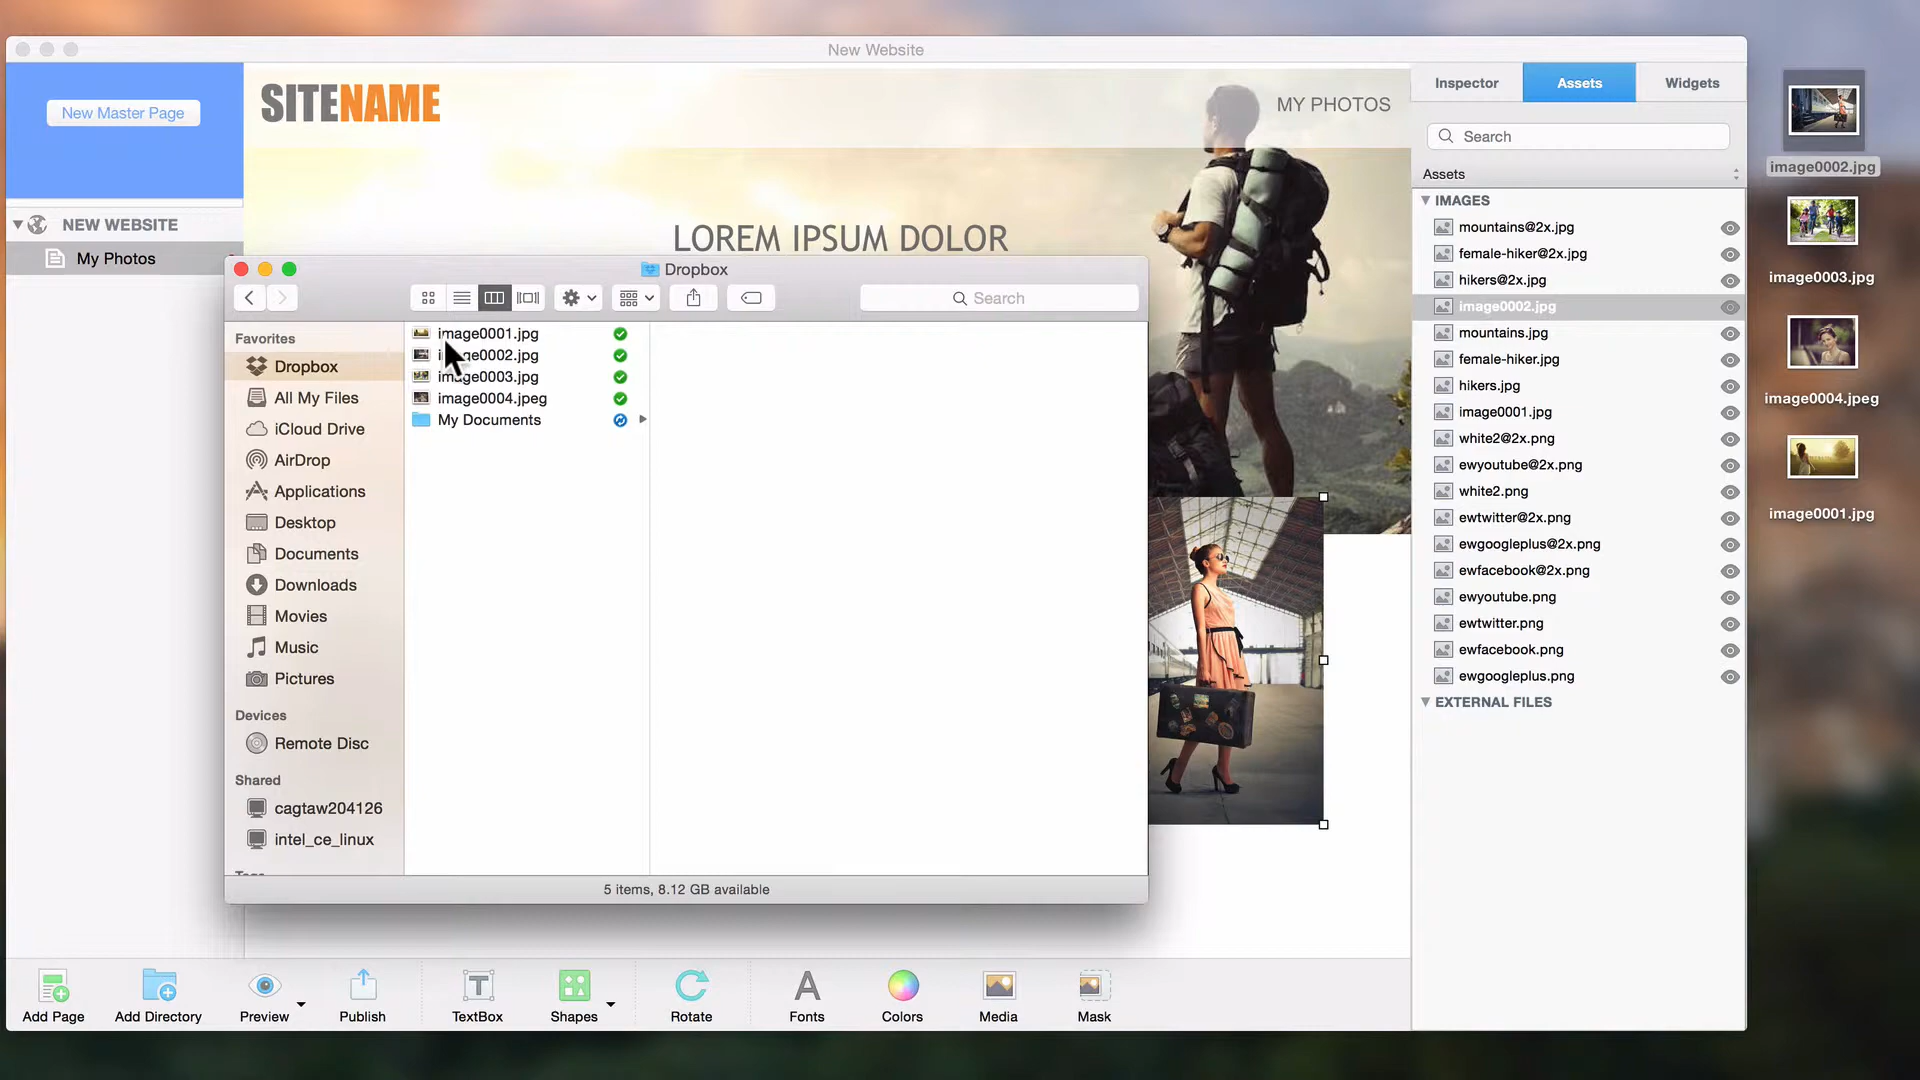 New Website
New Master Page
NEW WEBSITE
My Photos
SITENAME
MY PHOTOS
LOREM IPSUM DOLOR
Dropbox
Search
Favorites
Dropbox
All My Files
iCloud Drive
AirDrop
Applications
Desktop
Documents
Downloads
Movies
Music
Pictures
Devices
Remote Disc
Shared
cagtaw204126
intel_ce_linux
image0001.jpg
image0002.jpg
image0003.jpg
image0004.jpeg
My Documents
5 items, 8.12 GB available
Inspector
Assets
Widgets
Search
Assets
IMAGES
mountains@2x.jpg
female-hiker@2x.jpg
hikers@2x.jpg
image0002.jpg
mountains.jpg
female-hiker.jpg
hikers.jpg
image0001.jpg
white2@2x.png
ewyoutube@2x.png
white2.png
ewtwitter@2x.png
ewgoogleplus@2x.png
ewfacebook@2x.png
ewyoutube.png
ewtwitter.png
ewfacebook.png
ewgoogleplus.png
EXTERNAL FILES
image0002.jpg
image0003.jpg
image0004.jpeg
image0001.jpg
Add Page
Add Directory
Preview
Publish
TextBox
Shapes
Rotate
Fonts
Colors
Media
Mask